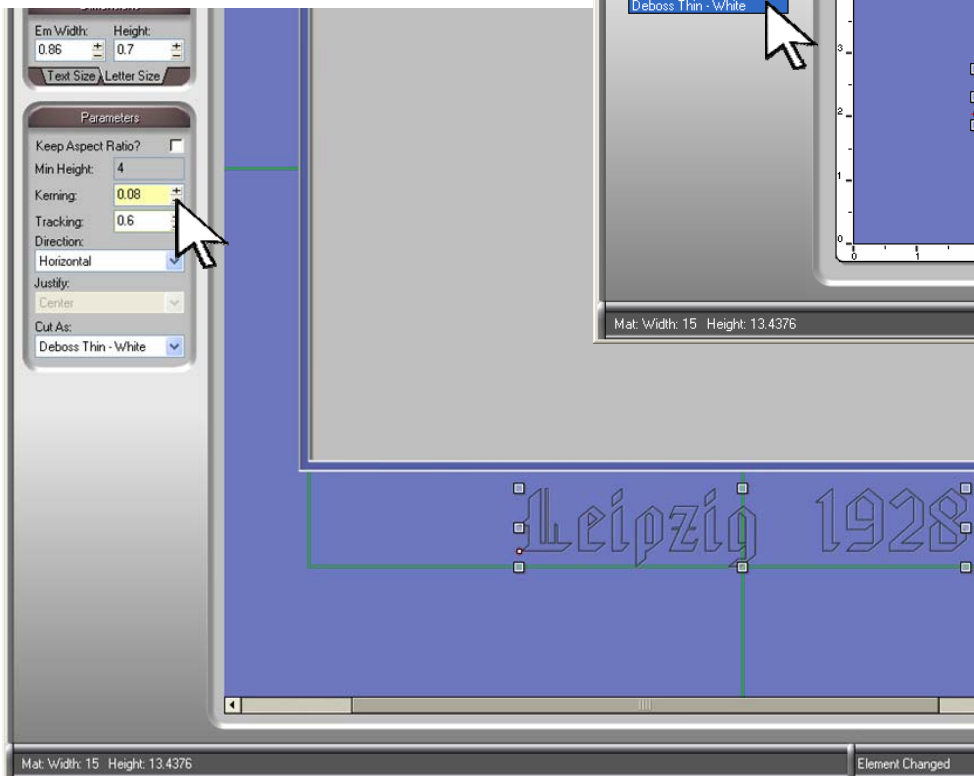 Em Width: Height:
0.86 0.7
Text Size Letter Size
Parameters
Keep Aspect Ratio?
Min Height: 4
Kerning: 0.08
Tracking: 0.6
Direction:
Horizontal
Justify:
Center
Cut As:
Deboss Thin - White
Deboss Thin - White
3
2
1
0
0 1
Mat: Width: 15 Height: 13.4376
Leipzig 1928
Mat: Width: 15 Height: 13.4376
Element Changed